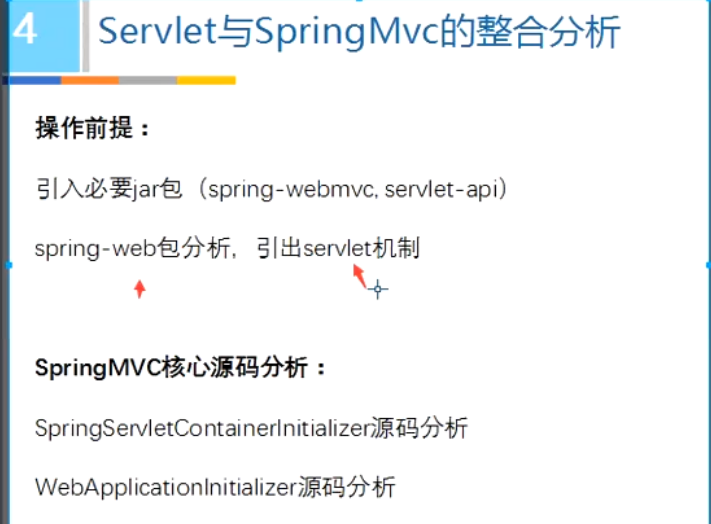 4
Servlet与SpringMvc的整合分析
操作前提：
引入必要jar包（spring-webmvc, servlet-api）
spring-web包分析，引出servlet机制
SpringMVC核心源码分析：
SpringServletContainerInitializer源码分析
WebApplicationInitializer源码分析